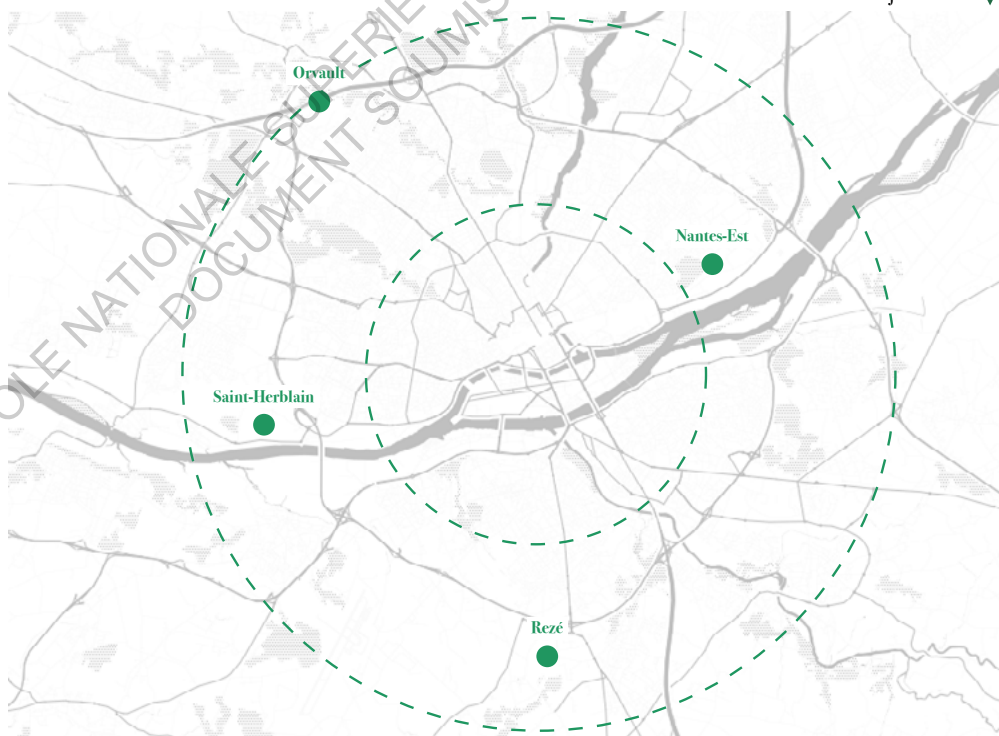 OLE NATIONALE SUPERIE
DOCUMENT SOUMIS
Orvault
Nantes-Est
Saint-Herblain
Rezé